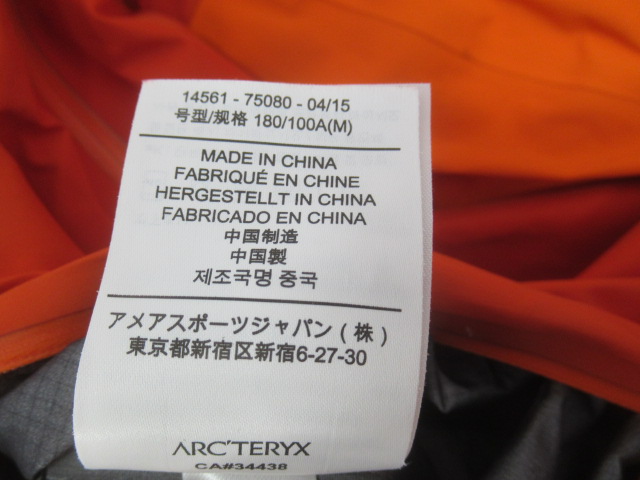 14561 - 75080 - 04/15
号型/规格 180/100A(M)
MADE IN CHINA
FABRIQUÉ EN CHINE
HERGESTELLT IN CHINA
FABRICADO EN CHINA
中国制造
中国製
제조국명 중국
アメアスポーツジャパン(株)
東京都新宿区新宿6-27-30
ARC'TERYX
CA#34438